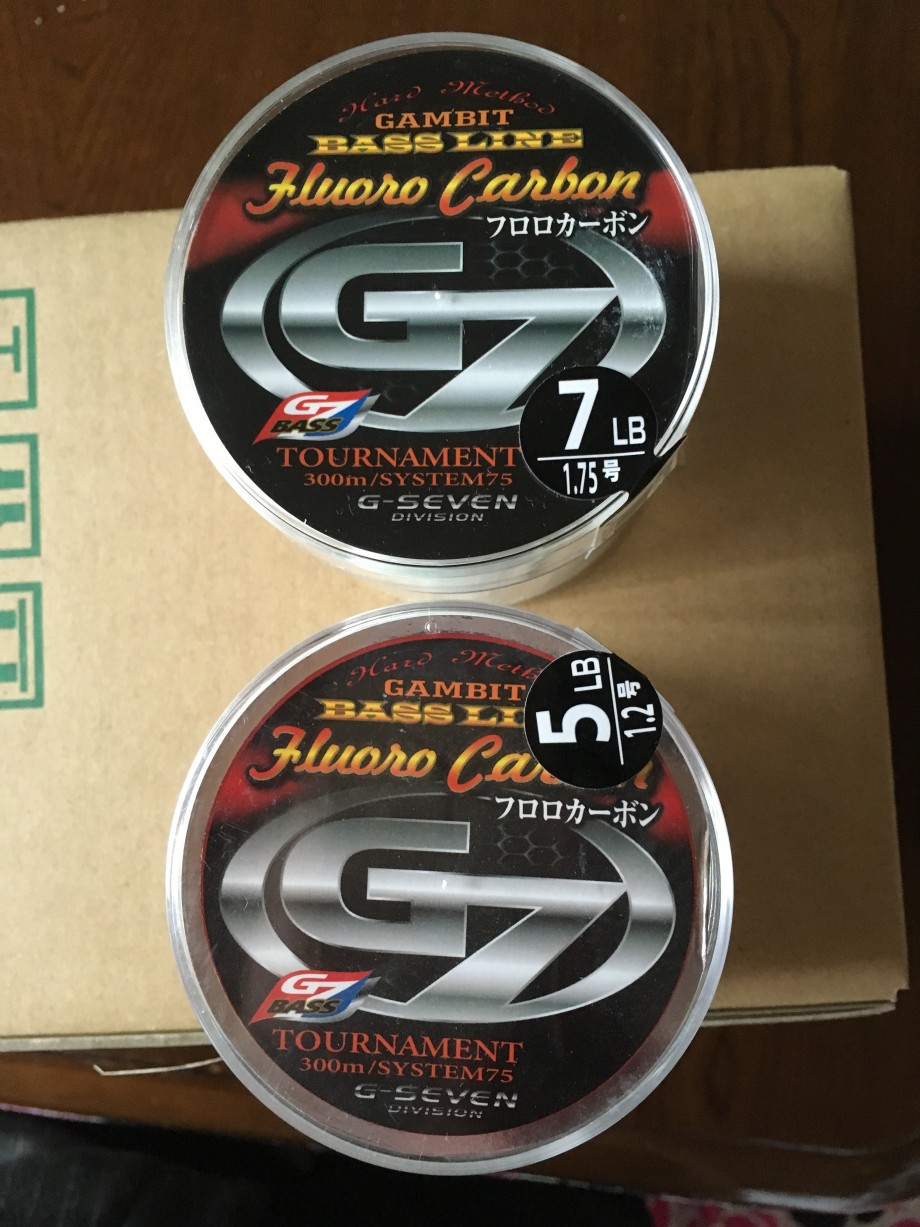 Hard Method
GAMBIT
BASS LINE
Fluoro Carbon
フロロカーボン
G7
G7
BASS
7 LB
1.75号
TOURNAMENT
300m/SYSTEM75
G-SEVEN
DIVISION
Hard Meth
GAMBIT
BASS LI
5 LB
1.2号
Fluoro Carbon
フロロカーボン
G7
G7
BASS
TOURNAMENT
300m/SYSTEM75
G-SEVEN
DIVISION